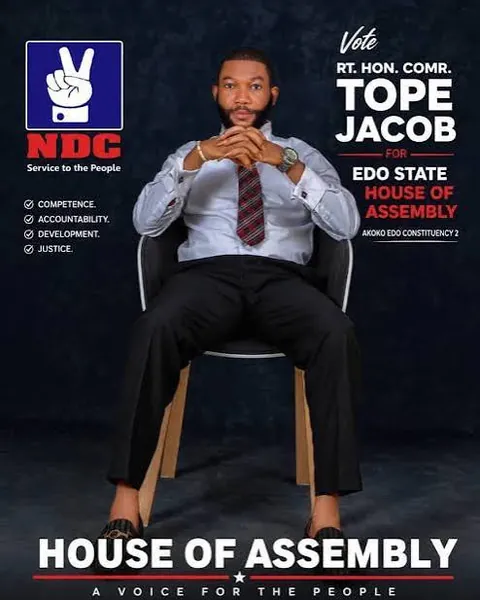 Vote
RT. HON. COMR.
TOPE
JACOB
FOR
EDO STATE
HOUSE OF
ASSEMBLY
AKOKO EDO CONSTITUENCY 2
NDC
Service to the People
COMPETENCE.
ACCOUNTABILITY.
DEVELOPMENT.
JUSTICE.
HOUSE OF ASSEMBLY
A VOICE FOR THE PEOPLE